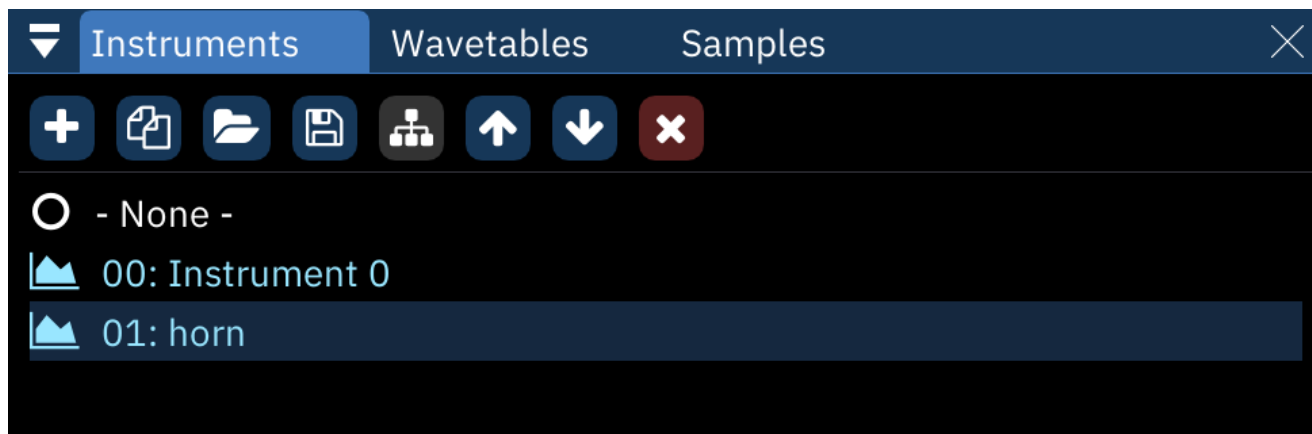 Instruments Wavetables Samples
- None -
00: Instrument 0
01: horn